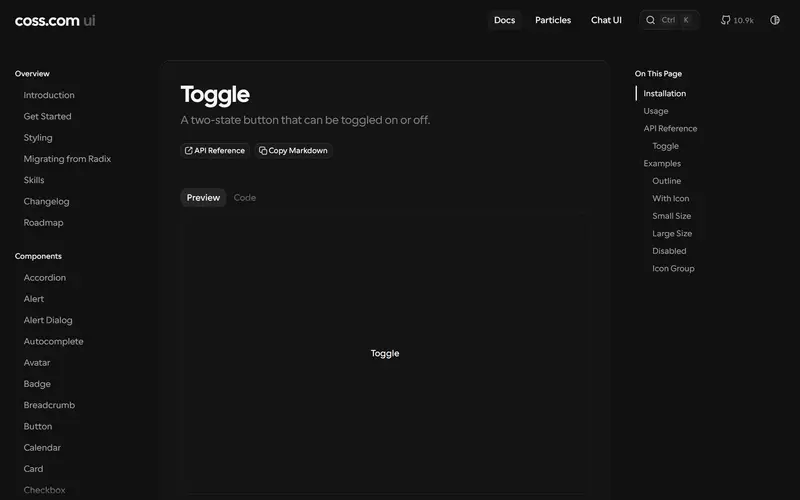 coss.com ui
Docs
Particles
Chat UI
Ctrl K
10.9k
Overview
Introduction
Get Started
Styling
Migrating from Radix
Skills
Changelog
Roadmap
Components
Accordion
Alert
Alert Dialog
Autocomplete
Avatar
Badge
Breadcrumb
Button
Calendar
Card
Checkbox
Toggle
A two-state button that can be toggled on or off.
API Reference
Copy Markdown
Preview
Code
Toggle
On This Page
Installation
Usage
API Reference
Toggle
Examples
Outline
With Icon
Small Size
Large Size
Disabled
Icon Group